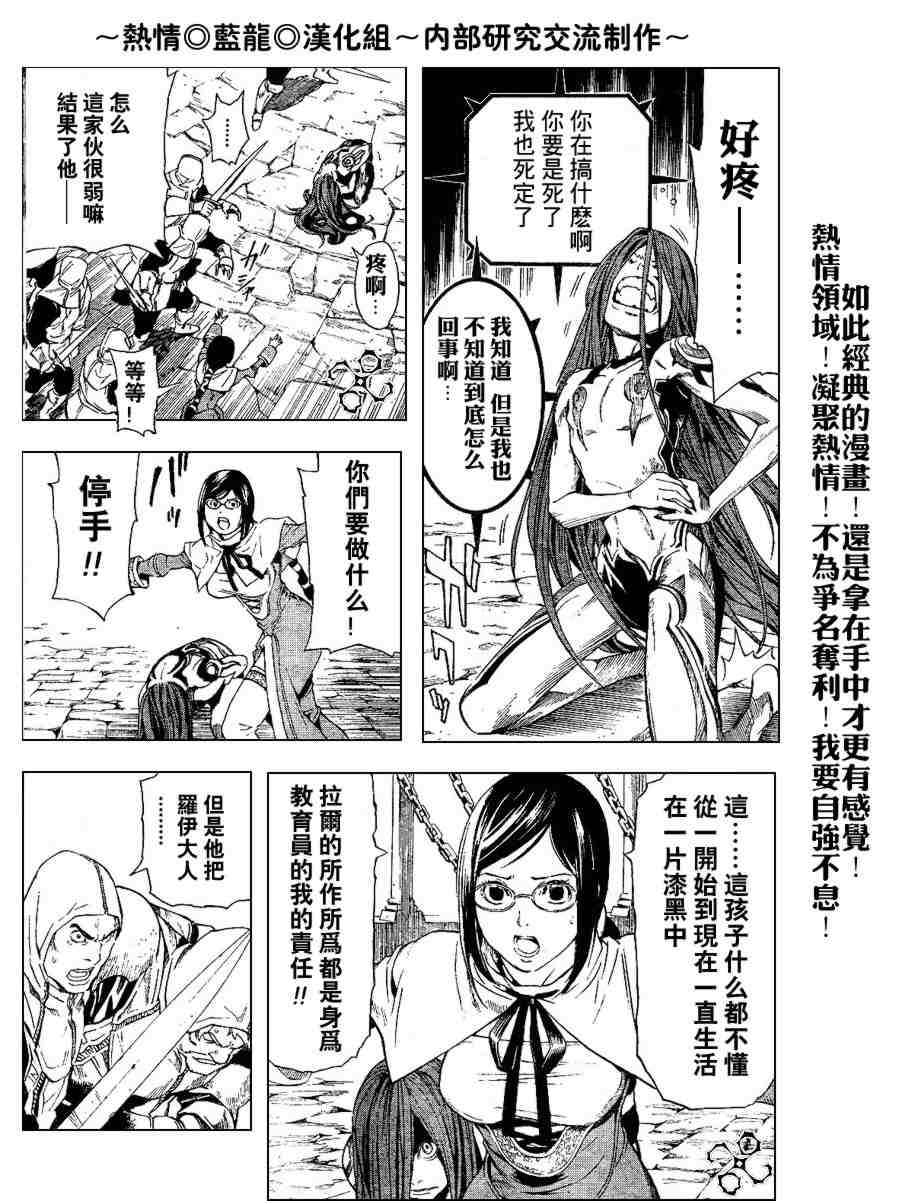 ～熱情◎藍龍◎漢化組～内部研究交流制作～
好疼——……
你在搞什麽啊
你要是死了
我也死定了
我知道 但是我也
不知道到底怎么
回事啊…
ガ
ガッ
……
怎么
這家伙很弱嘛
結果了他——
疼啊…
ザッ
等等！
你們要做什么！
停手！！
這……這孩子什么都不懂
從一開始到現在一直生活
在一片漆黑中
拉爾的所作所爲都是身爲
教育員的我的責任！！
但是他把
羅伊大人
………
如此經典的漫畫！還是拿在手中才更有感覺！
熱情領域！凝聚熱情！不為爭名奪利！我要自強不息！